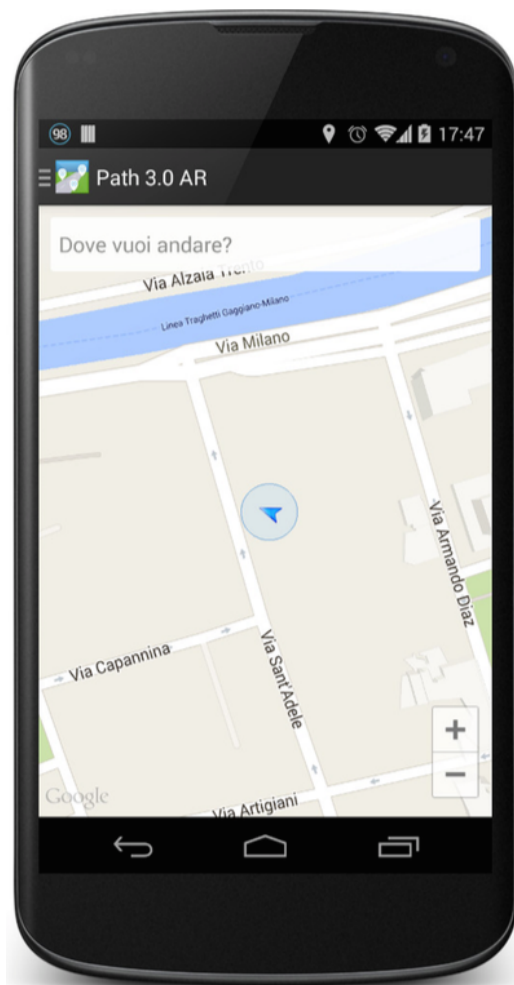 98
17:47
Path 3.0 AR
Dove vuoi andare?
Via Alzaia Trento
Linea Traghetti Gaggiano-Milano
Via Milano
Via Armando Diaz
Via Capannina
Via Sant'Adele
+
−
Google
Via Artigiani